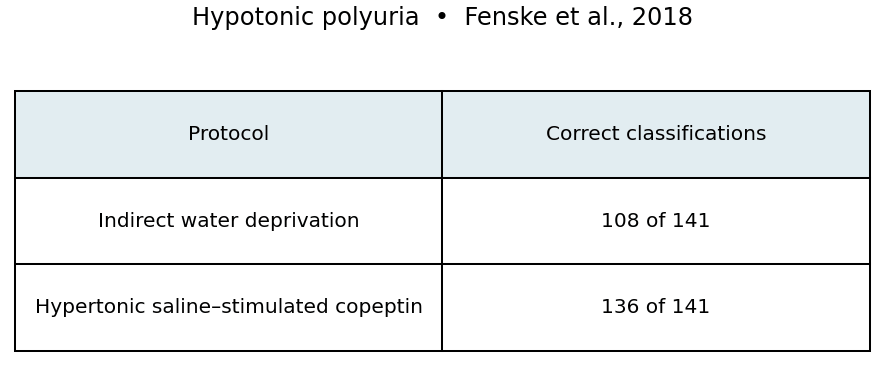 Hypotonic polyuria • Fenske et al., 2018
Protocol
Correct classifications
Indirect water deprivation
108 of 141
Hypertonic saline–stimulated copeptin
136 of 141